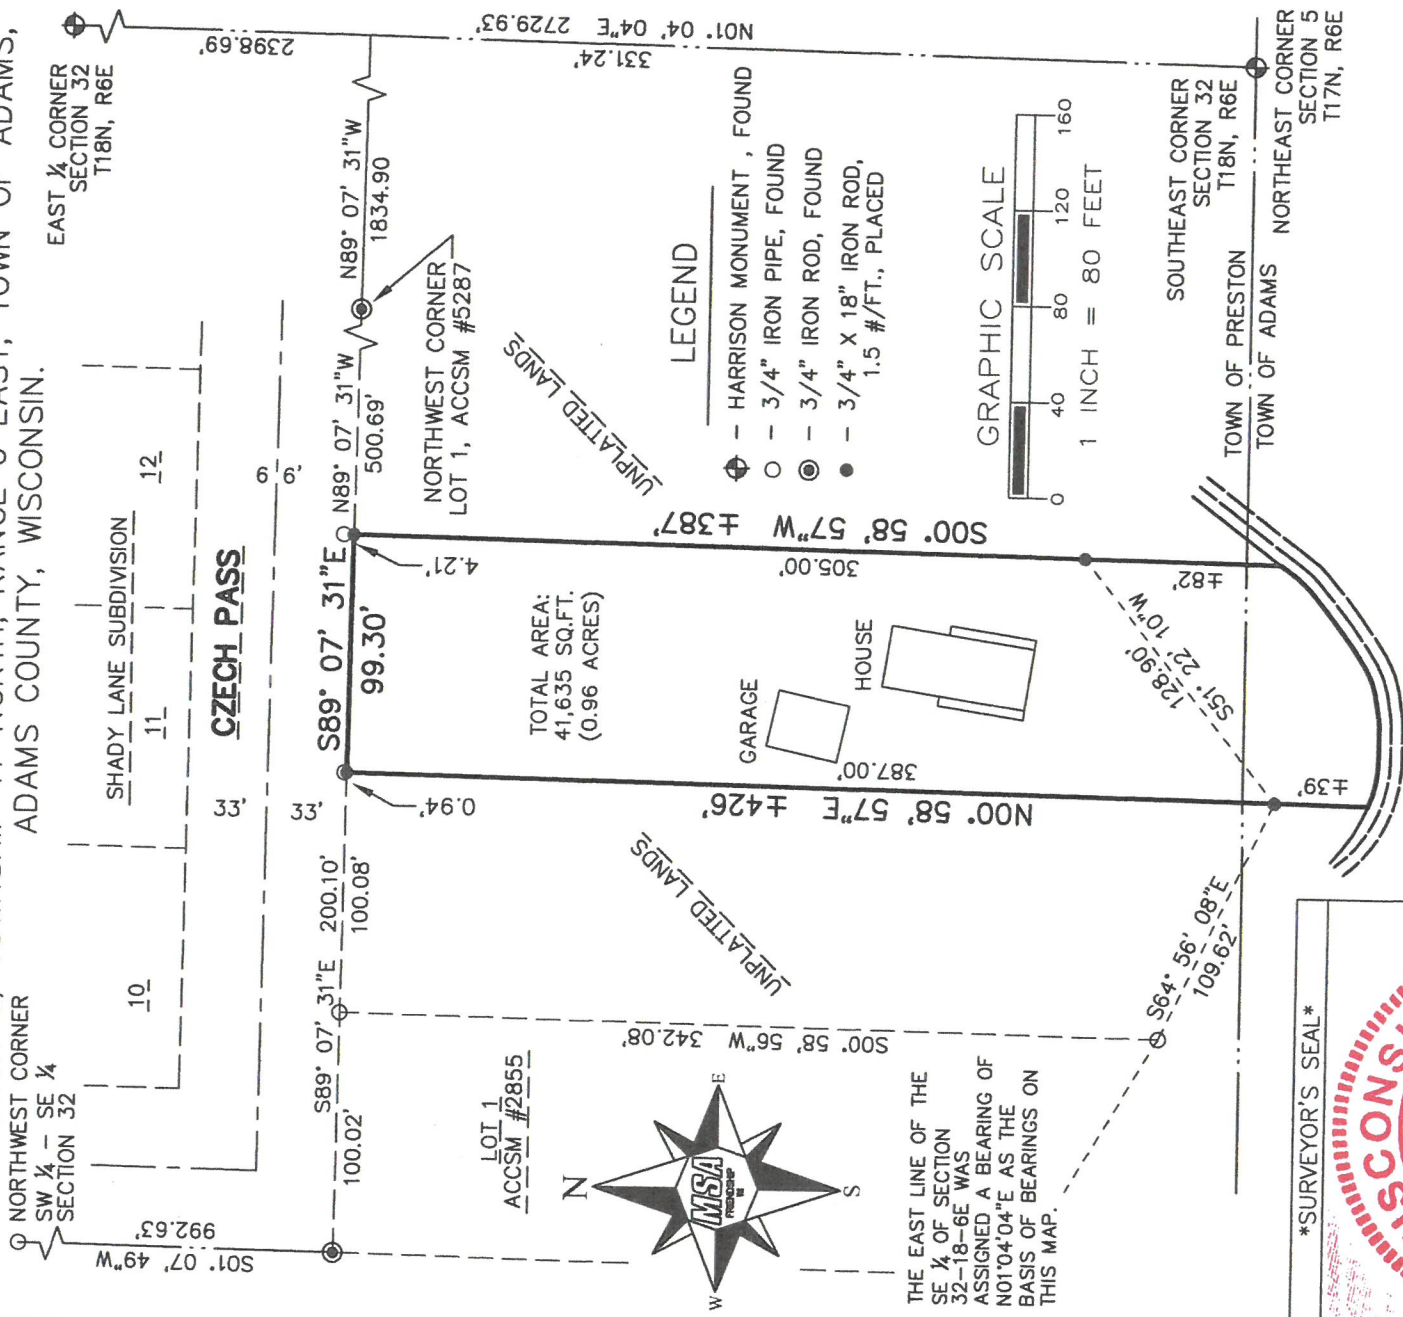 TOWN OF ADAMS,
ADAMS COUNTY, WISCONSIN.
NORTHWEST CORNER
SW ¼ - SE ¼
SECTION 32
EAST ¼ CORNER
SECTION 32
T18N, R6E
SHADY LANE SUBDIVISION
10
11
12
CZECH PASS
33'
33'
9
9'
S01° 07' 49"W
992.63'
S89° 07' 31"E 200.10'
100.02'
100.08'
S89° 07' 31"E
99.30'
N89° 07' 31"W
500.69'
N89° 07' 31"W
1834.90
2398.69'
N01° 04' 04"E 2729.93'
331.24'
0.94'
4.21'
NORTHWEST CORNER
LOT 1, ACCSM #5287
LOT 1
ACCSM #2855
TOTAL AREA:
41,635 SQ.FT.
(0.96 ACRES)
UNPLATTED LANDS
UNPLATTED LANDS
LEGEND
- HARRISON MONUMENT , FOUND
- 3/4" IRON PIPE, FOUND
- 3/4" IRON ROD, FOUND
- 3/4" X 18" IRON ROD,
1.5 #/FT., PLACED
S00° 58' 56"W 342.08'
N00° 58' 57"E ±426'
387.00'
S00° 58' 57"W ±387'
305.00'
GARAGE
HOUSE
N
W
E
S
MSA
FRIENDSHIP
WI
GRAPHIC SCALE
0 40 80 120 160
1 INCH = 80 FEET
THE EAST LINE OF THE
SE ¼ OF SECTION
32-18-6E WAS
ASSIGNED A BEARING OF
N01°04'04"E AS THE
BASIS OF BEARINGS ON
THIS MAP.
S64° 56' 08"E
109.62'
128.90'
S51° 22' 10"W
±82'
±39'
SOUTHEAST CORNER
SECTION 32
T18N, R6E
TOWN OF PRESTON
TOWN OF ADAMS
NORTHEAST CORNER
SECTION 5
T17N, R6E
*SURVEYOR'S SEAL*
SCONS